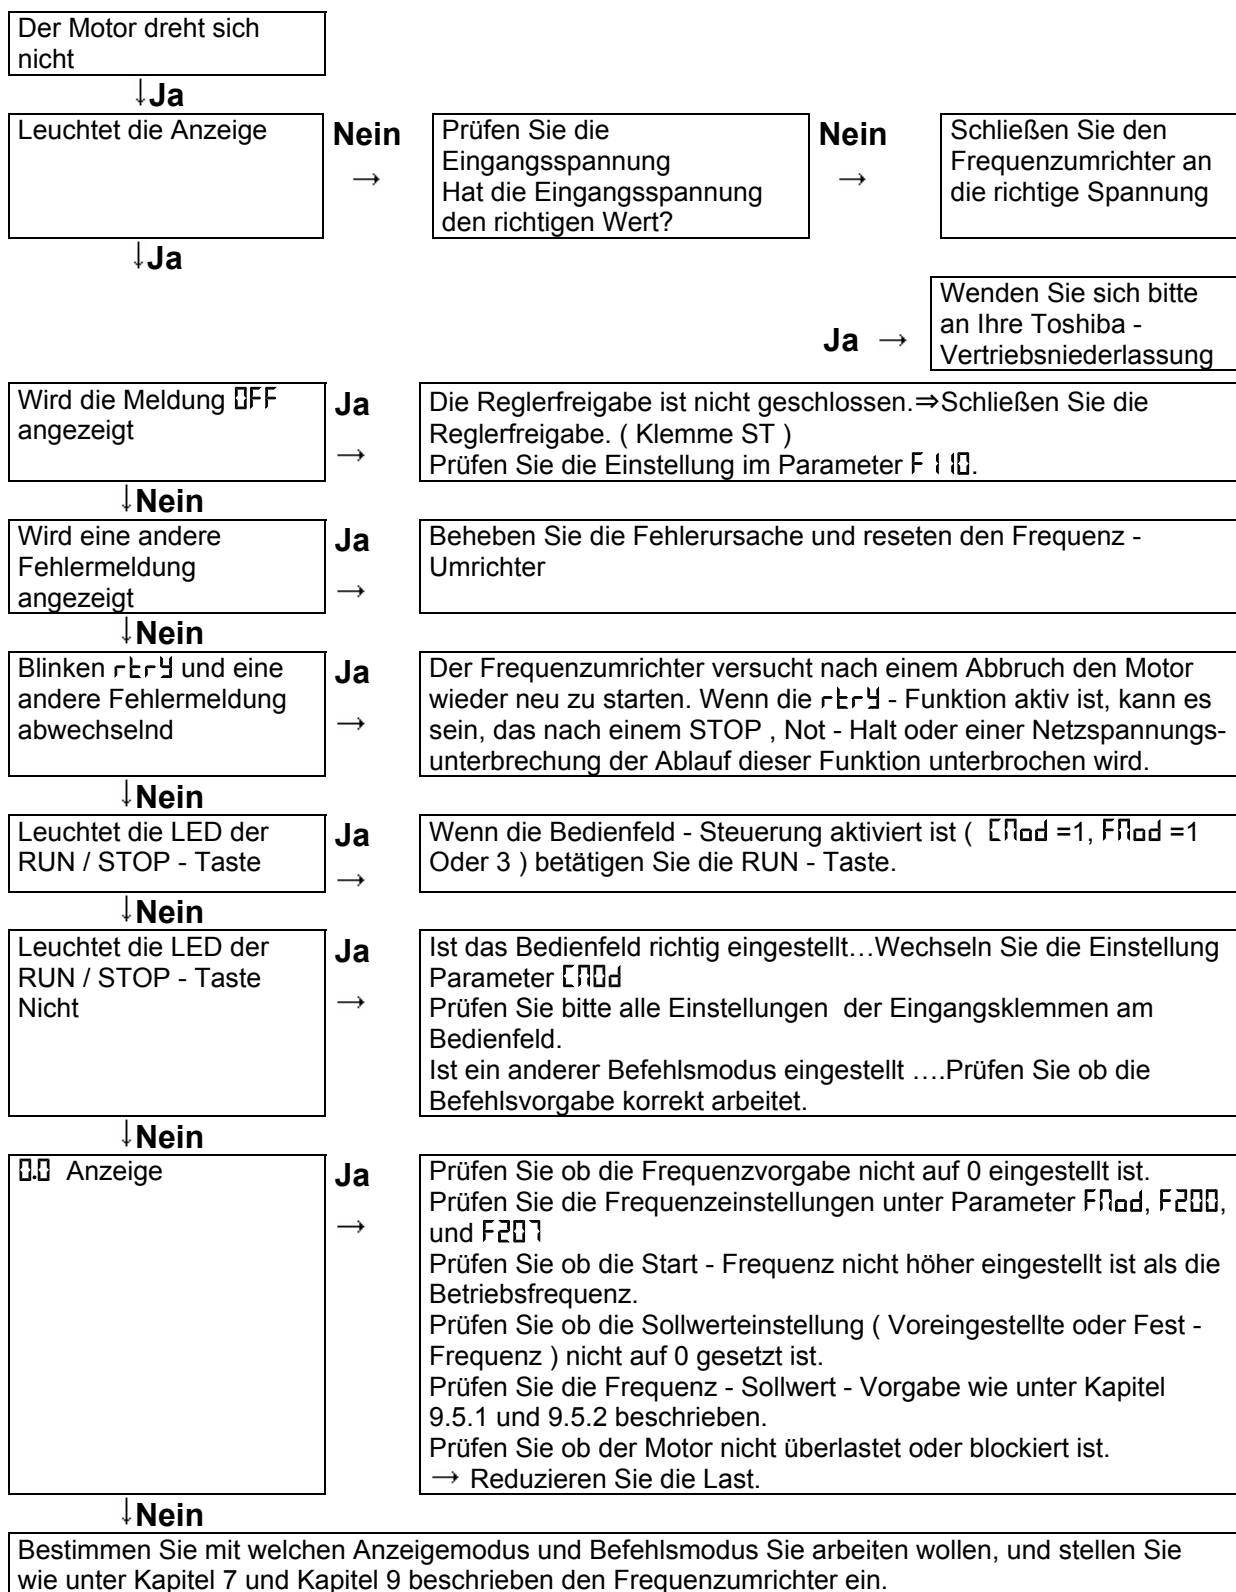 Der Motor dreht sich
nicht
↓Ja
Leuchtet die Anzeige
Nein
→
Prüfen Sie die
Eingangsspannung
Hat die Eingangsspannung
den richtigen Wert?
Nein
→
Schließen Sie den
Frequenzumrichter an
die richtige Spannung
↓Ja
Ja →
Wenden Sie sich bitte
an Ihre Toshiba -
Vertriebsniederlassung
Wird die Meldung OFF
angezeigt
Ja
→
Die Reglerfreigabe ist nicht geschlossen.⇒Schließen Sie die
Reglerfreigabe. ( Klemme ST )
Prüfen Sie die Einstellung im Parameter F110.
↓Nein
Wird eine andere
Fehlermeldung
angezeigt
Ja
→
Beheben Sie die Fehlerursache und reseten den Frequenz -
Umrichter
↓Nein
Blinken rtrY und eine
andere Fehlermeldung
abwechselnd
Ja
→
Der Frequenzumrichter versucht nach einem Abbruch den Motor
wieder neu zu starten. Wenn die rtrY - Funktion aktiv ist, kann es
sein, das nach einem STOP , Not - Halt oder einer Netzspannungs-
unterbrechung der Ablauf dieser Funktion unterbrochen wird.
↓Nein
Leuchtet die LED der
RUN / STOP - Taste
Ja
→
Wenn die Bedienfeld - Steuerung aktiviert ist ( CMod =1, FMod =1
Oder 3 ) betätigen Sie die RUN - Taste.
↓Nein
Leuchtet die LED der
RUN / STOP - Taste
Nicht
Ja
→
Ist das Bedienfeld richtig eingestellt…Wechseln Sie die Einstellung
Parameter CMOd
Prüfen Sie bitte alle Einstellungen der Eingangsklemmen am
Bedienfeld.
Ist ein anderer Befehlsmodus eingestellt ….Prüfen Sie ob die
Befehlsvorgabe korrekt arbeitet.
↓Nein
0.0 Anzeige
Ja
→
Prüfen Sie ob die Frequenzvorgabe nicht auf 0 eingestellt ist.
Prüfen Sie die Frequenzeinstellungen unter Parameter FMod, F200,
und F207
Prüfen Sie ob die Start - Frequenz nicht höher eingestellt ist als die
Betriebsfrequenz.
Prüfen Sie ob die Sollwerteinstellung ( Voreingestellte oder Fest -
Frequenz ) nicht auf 0 gesetzt ist.
Prüfen Sie die Frequenz - Sollwert - Vorgabe wie unter Kapitel
9.5.1 und 9.5.2 beschrieben.
Prüfen Sie ob der Motor nicht überlastet oder blockiert ist.
→ Reduzieren Sie die Last.
↓Nein
Bestimmen Sie mit welchen Anzeigemodus und Befehlsmodus Sie arbeiten wollen, und stellen Sie
wie unter Kapitel 7 und Kapitel 9 beschrieben den Frequenzumrichter ein.